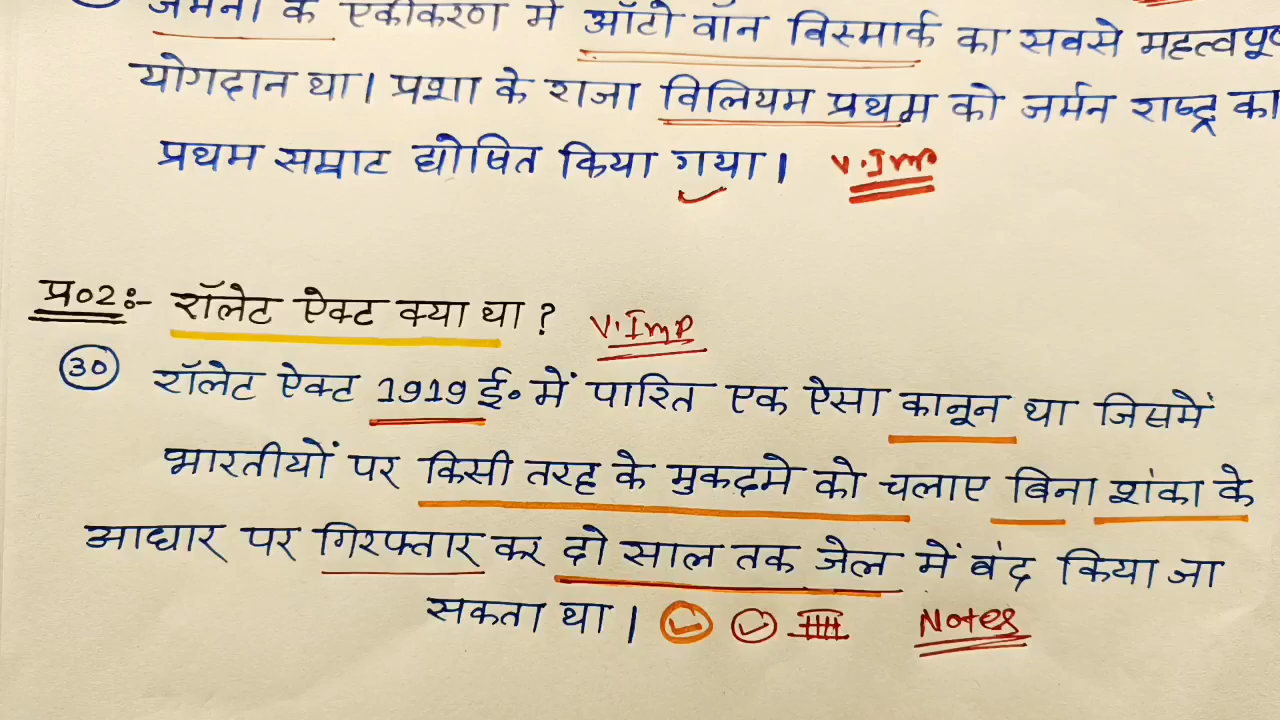 जर्मनी के एकीकरण में ऑटो वॉन विस्मार्क का सबसे महत्वपूर्ण
योगदान था। प्रशा के राजा विलियम प्रथम को जर्मन राष्ट्र का
प्रथम सम्राट घोषित किया गया। V.Imp
प्र०2:- रॉलेट ऐक्ट क्या था ? V.Imp
30 रॉलेट ऐक्ट 1919 ई० में पारित एक ऐसा कानून था जिसमें
भारतीयों पर किसी तरह के मुकदमे को चलाए बिना शंका के
आधार पर गिरफ्तार कर दो साल तक जेल में बंद किया जा
सकता था। Notes